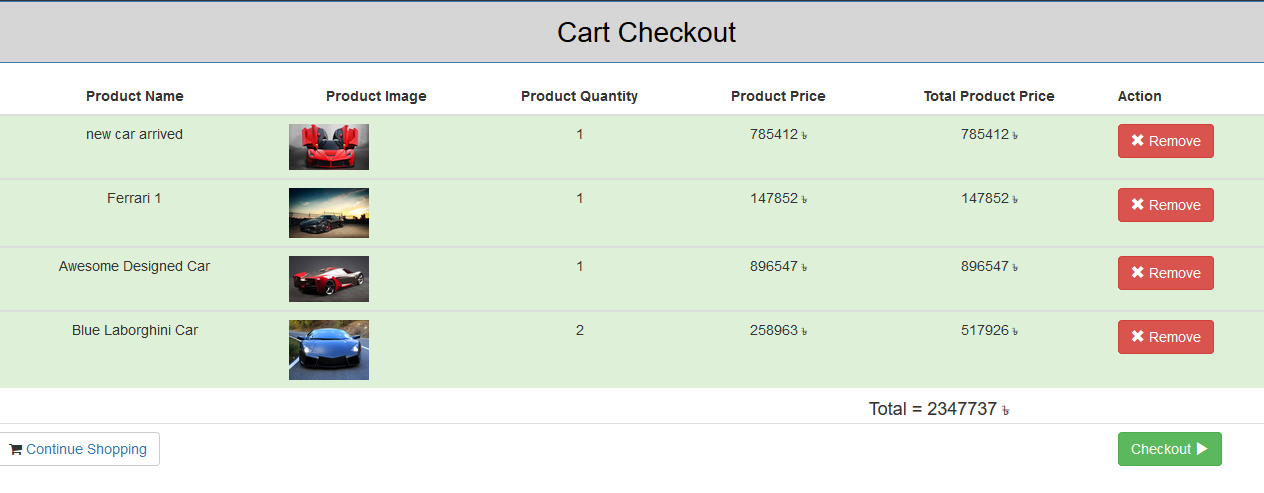 Cart Checkout
Product Name Product Image Product Quantity Product Price Total Product Price Action
new car arrived 1 785412 ৳ 785412 ৳ Remove
Ferrari 1 1 147852 ৳ 147852 ৳ Remove
Awesome Designed Car 1 896547 ৳ 896547 ৳ Remove
Blue Laborghini Car 2 258963 ৳ 517926 ৳ Remove
Total = 2347737 ৳
Continue Shopping Checkout